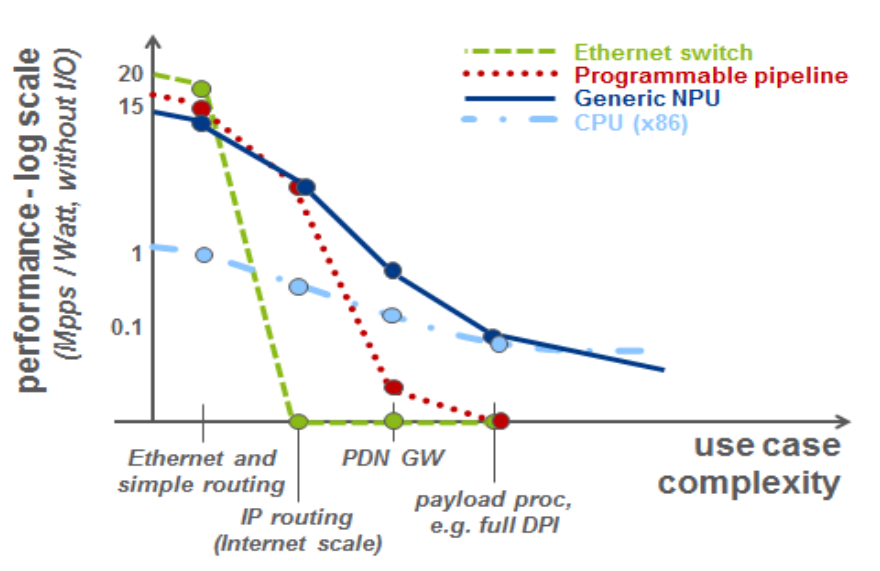 performance - log scale
(Mpps / Watt, without I/O)
20
15
1
0.1
Ethernet switch
Programmable pipeline
Generic NPU
CPU (x86)
Ethernet and
simple routing
IP routing
(Internet scale)
PDN GW
payload proc,
e.g. full DPI
use case
complexity